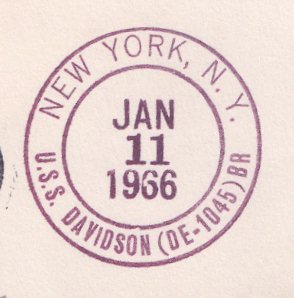 NEW YORK, N.Y.
JAN
11
1966
U.S.S. DAVIDSON (DE-1045) BR